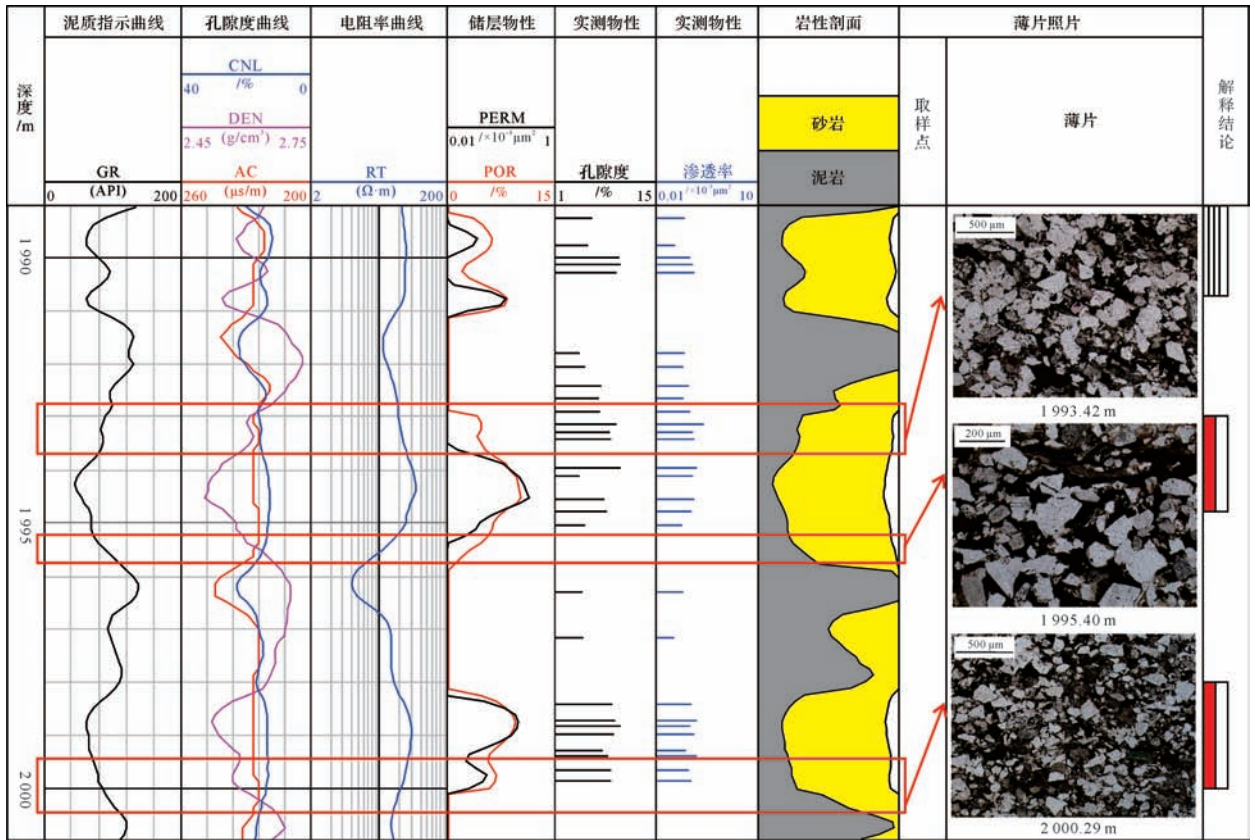 泥质指示曲线 孔隙度曲线 电阻率曲线 储层物性 实测物性 实测物性 岩性剖面 薄片照片
深度/m
GR
(API)
0 200
CNL
40 /% 0
DEN
2.45 (g/cm³) 2.75
AC
260 (μs/m) 200
RT
2 (Ω·m) 200
PERM
0.01 /×10⁻³μm² 1
POR
0 /% 15
孔隙度
1 /% 15
渗透率
0.01 /×10⁻³μm² 10
砂岩
泥岩
取样点
薄片
解释结论
1 990
1 995
2 000
500 μm
1 993.42 m
200 μm
1 995.40 m
500 μm
2 000.29 m